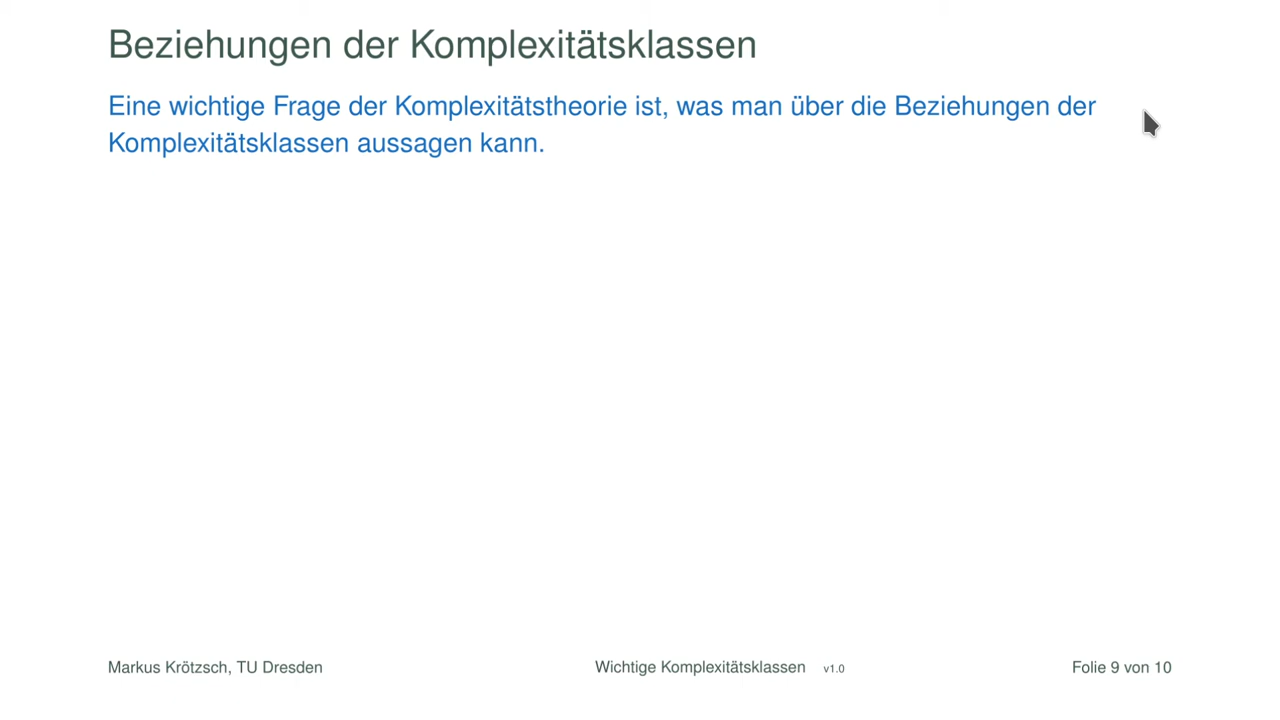 Beziehungen der Komplexitätsklassen
Eine wichtige Frage der Komplexitätstheorie ist, was man über die Beziehungen der
Komplexitätsklassen aussagen kann.
Markus Krötzsch, TU Dresden Wichtige Komplexitätsklassen v1.0 Folie 9 von 10